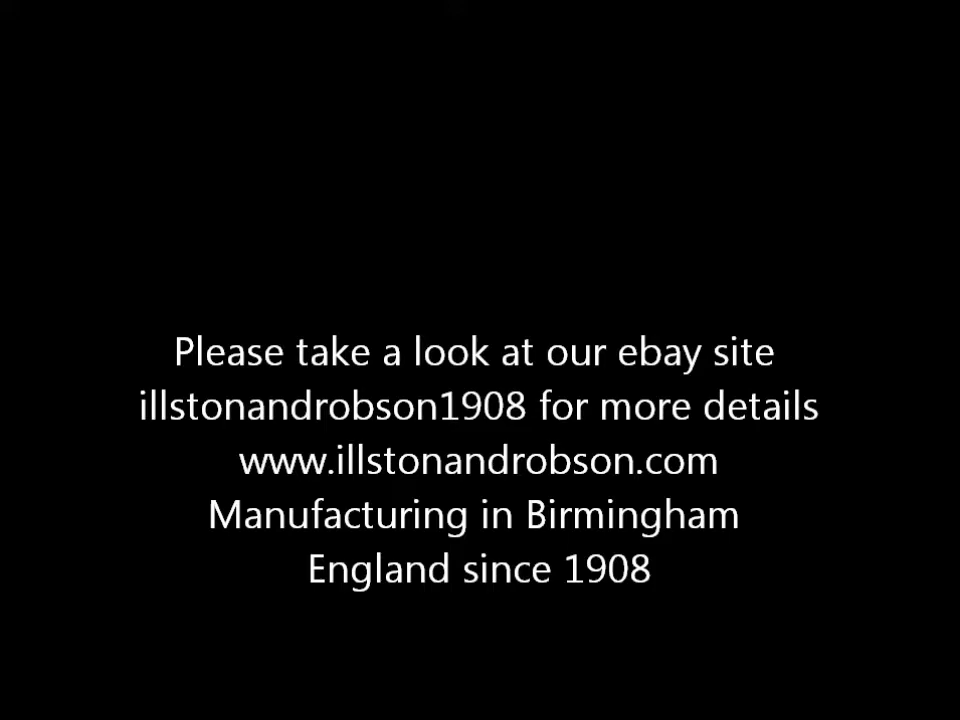 Please take a look at our ebay site
illstonandrobson1908 for more details
www.illstonandrobson.com
Manufacturing in Birmingham
England since 1908